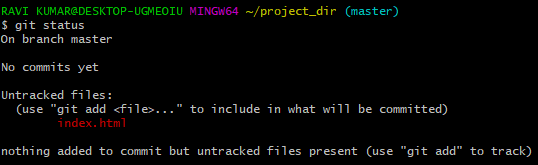 RAVI KUMAR@DESKTOP-UGMEOIU MINGW64 ~/project_dir (master)
$ git status
On branch master
No commits yet
Untracked files:
(use "git add <file>..." to include in what will be committed)
index.html
nothing added to commit but untracked files present (use "git add" to track)